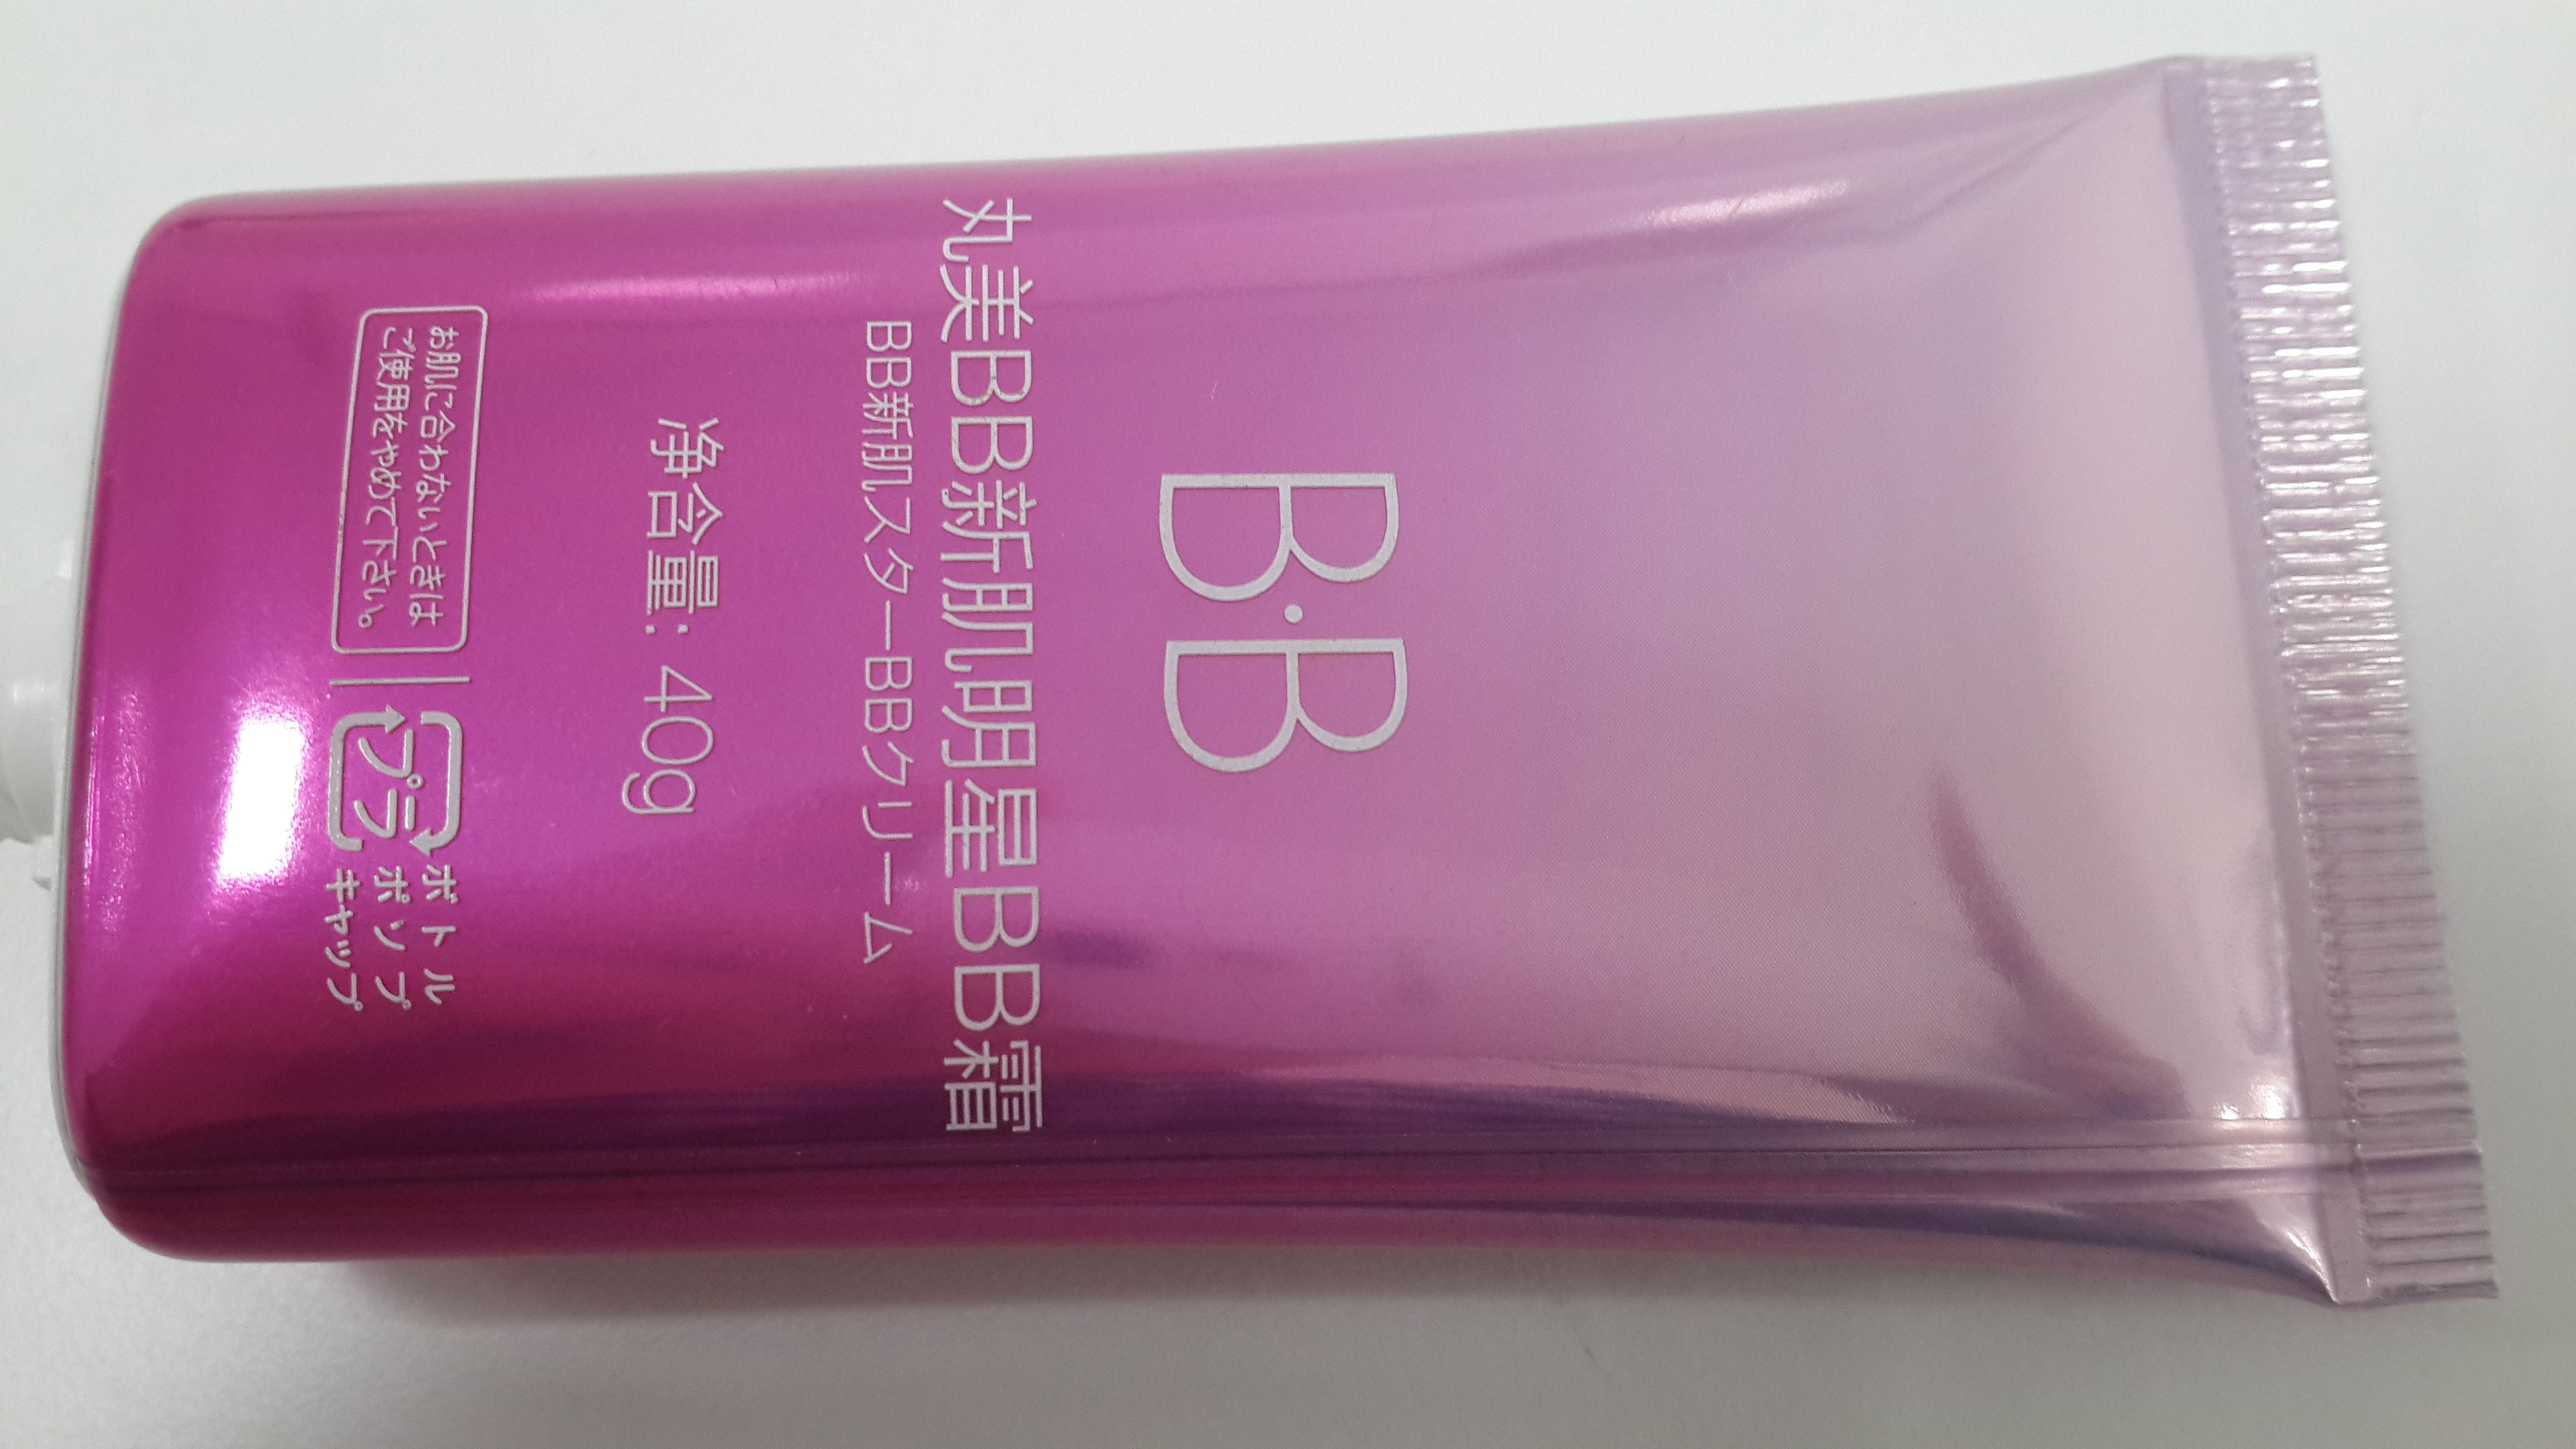 B·B
丸美BB新肌明星BB霜
BB新肌スターBBクリーム
净含量: 40g
お肌に合わないときは
ご使用をやめて下さい。
プラ
ボトル
ポンプ
キャップ